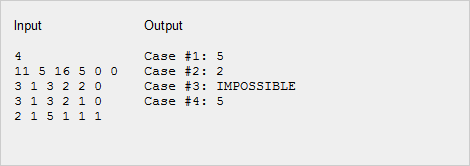 Input
4
11 5 16 5 0 0
3 1 3 2 2 0
3 1 3 2 1 0
2 1 5 1 1 1
Output
Case #1: 5
Case #2: 2
Case #3: IMPOSSIBLE
Case #4: 5